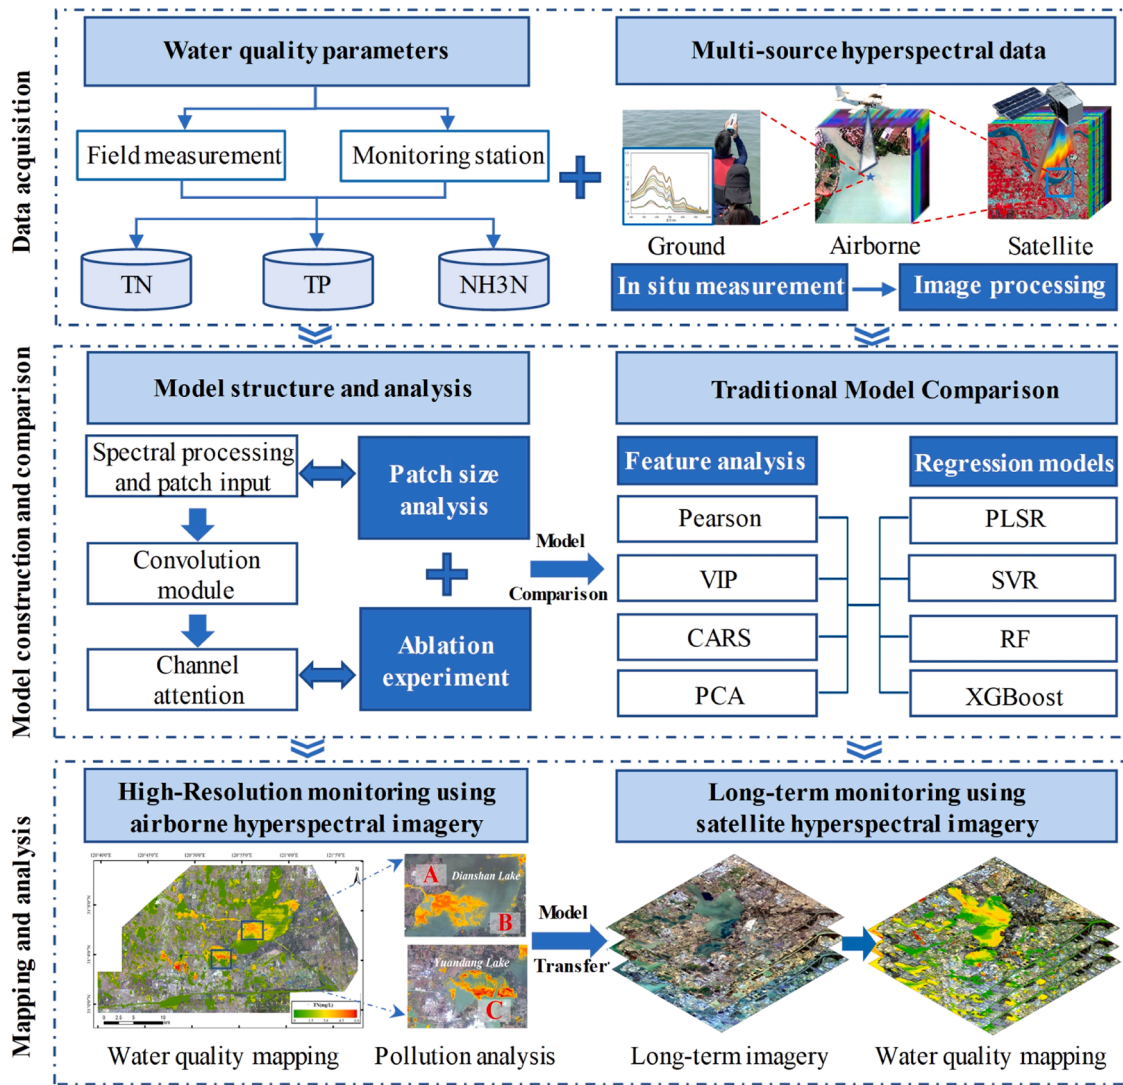 Data acquisition
Water quality parameters
Multi-source hyperspectral data
Field measurement
Monitoring station
TN
TP
NH3N
Ground
Airborne
Satellite
In situ measurement
Image processing
Model construction and comparison
Model structure and analysis
Traditional Model Comparison
Spectral processing
and patch input
Patch size
analysis
Convolution
module
Channel
attention
Ablation
experiment
Model
Comparison
Feature analysis
Regression models
Pearson
PLSR
VIP
SVR
CARS
RF
PCA
XGBoost
Mapping and analysis
High-Resolution monitoring using
airborne hyperspectral imagery
Long-term monitoring using
satellite hyperspectral imagery
N
TN(mg/L)
A
Dianshan Lake
B
Yuandang Lake
C
Model
Transfer
Water quality mapping
Pollution analysis
Long-term imagery
Water quality mapping